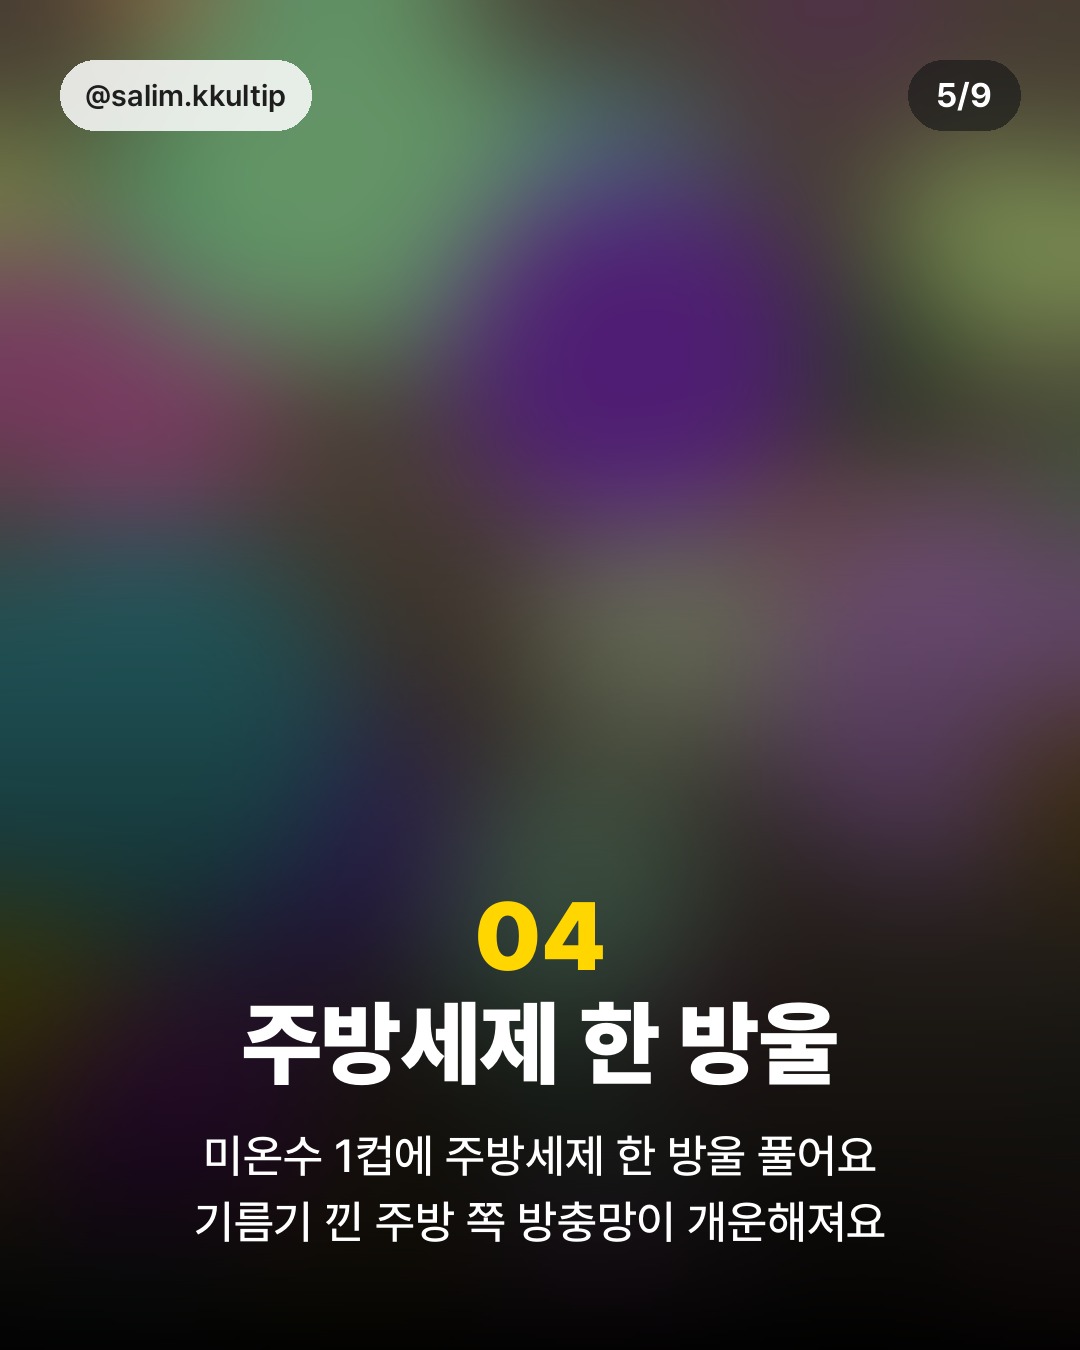 @salim.kkultip
5/9
04
주방세제 한 방울
미온수 1컵에 주방세제 한 방울 풀어요
기름기 낀 주방 쪽 방충망이 개운해져요